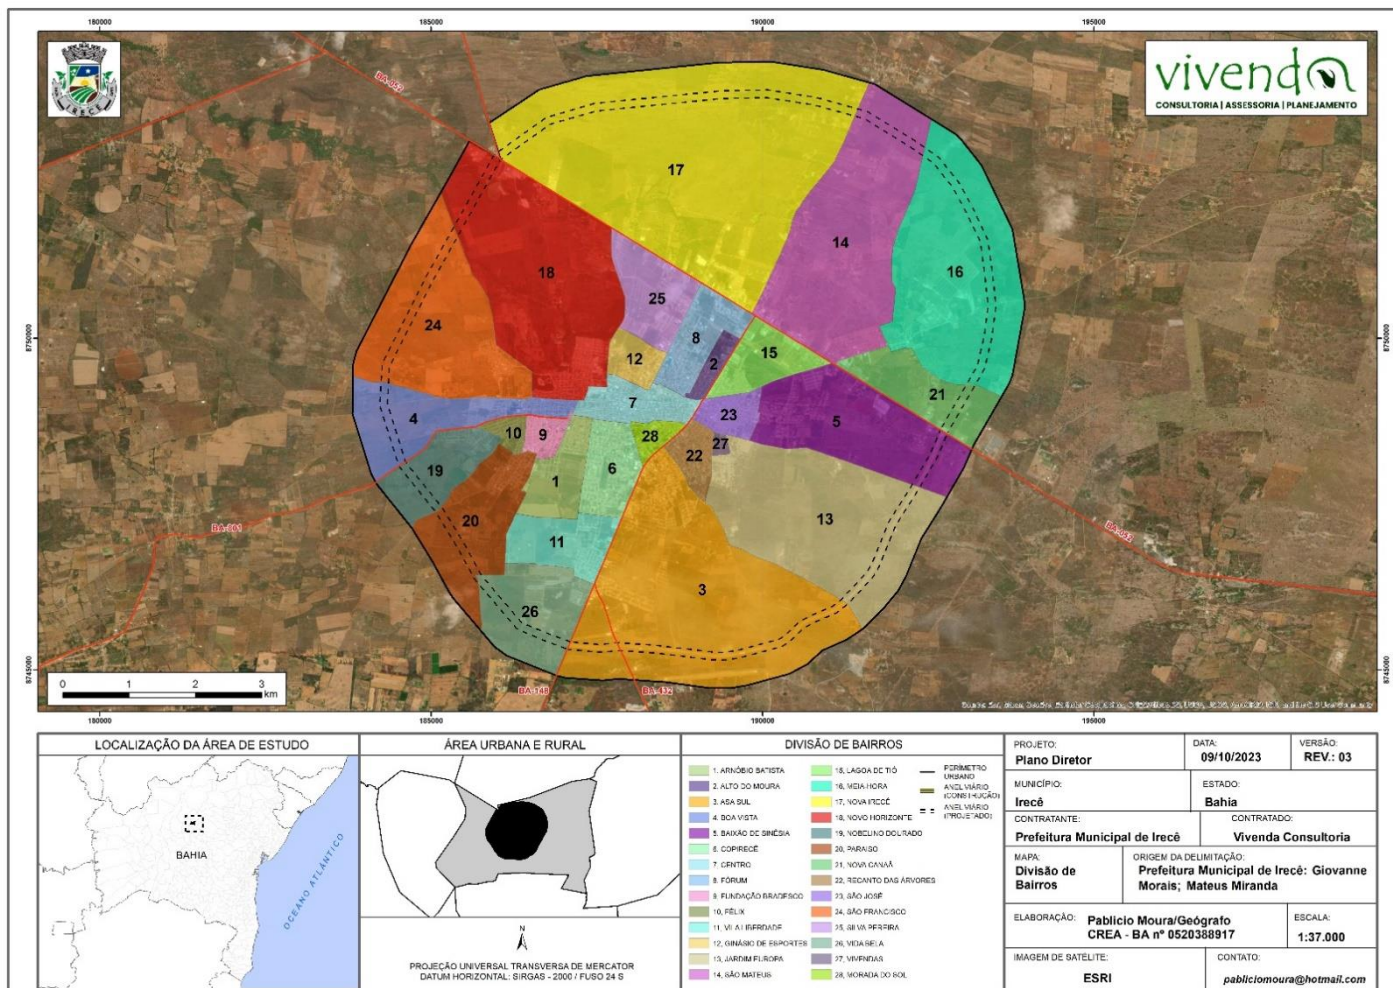 180000
185000
190000
195000
IRECÊ
BA-052
vivenda
CONSULTORIA | ASSESSORIA | PLANEJAMENTO
17
14
16
18
25
24
8
12
2
15
21
7
4
23
5
10
9
28
27
22
19
6
1
20
13
11
3
26
8750000
8750000
BA-052
8745000
8745000
0 1 2 3
km
BA-148
BA-432
180000
185000
190000
195000
LOCALIZAÇÃO DA ÁREA DE ESTUDO
BAHIA
OCEANO ATLÂNTICO
ÁREA URBANA E RURAL
N
PROJEÇÃO UNIVERSAL TRANSVERSA DE MERCATOR
DATUM HORIZONTAL: SIRGAS - 2000 / FUSO 24 S
DIVISÃO DE BAIRROS
1. ARNÓBIO BATISTA
2. ALTO DO MOURA
3. ASA SUL
4. BOA VISTA
5. BAIXÃO DE SINÉSIA
6. COPIRECÊ
7. CENTRO
8. FÓRUM
9. FUNDAÇÃO BRADESCO
10. FÉLIX
11. VILA LIBERDADE
12. GINÁSIO DE ESPORTES
13. JARDIM EUROPA
14. SÃO MATEUS
15. LAGOA DE TIÓ
16. MEIA HORA
17. NOVA IRECÊ
18. NOVO HORIZONTE
19. NOBELINO DOURADO
20. PARAISO
21. NOVA CANAÃ
22. RECANTO DAS ÁRVORES
23. SÃO JOSÉ
24. SÃO FRANCISCO
25. SILVA PEREIRA
26. VIDA BELA
27. VIVENDAS
28. MORADA DO SOL
PERÍMETRO
URBANO
ANEL VIÁRIO
(CONSTRUÇÃO)
ANEL VIÁRIO
(PROJETADO)
PROJETO:
Plano Diretor
DATA:
09/10/2023
VERSÃO:
REV.: 03
MUNICÍPIO:
Irecê
ESTADO:
Bahia
CONTRATANTE:
Prefeitura Municipal de Irecê
CONTRATADO:
Vivenda Consultoria
MAPA:
Divisão de
Bairros
ORIGEM DA DELIMITAÇÃO:
Prefeitura Municipal de Irecê: Giovanne
Morais; Mateus Miranda
ELABORAÇÃO:
Pablicio Moura/Geógrafo
CREA - BA nº 0520388917
ESCALA:
1:37.000
IMAGEM DE SATÉLITE:
ESRI
CONTATO:
pabliciomoura@hotmail.com